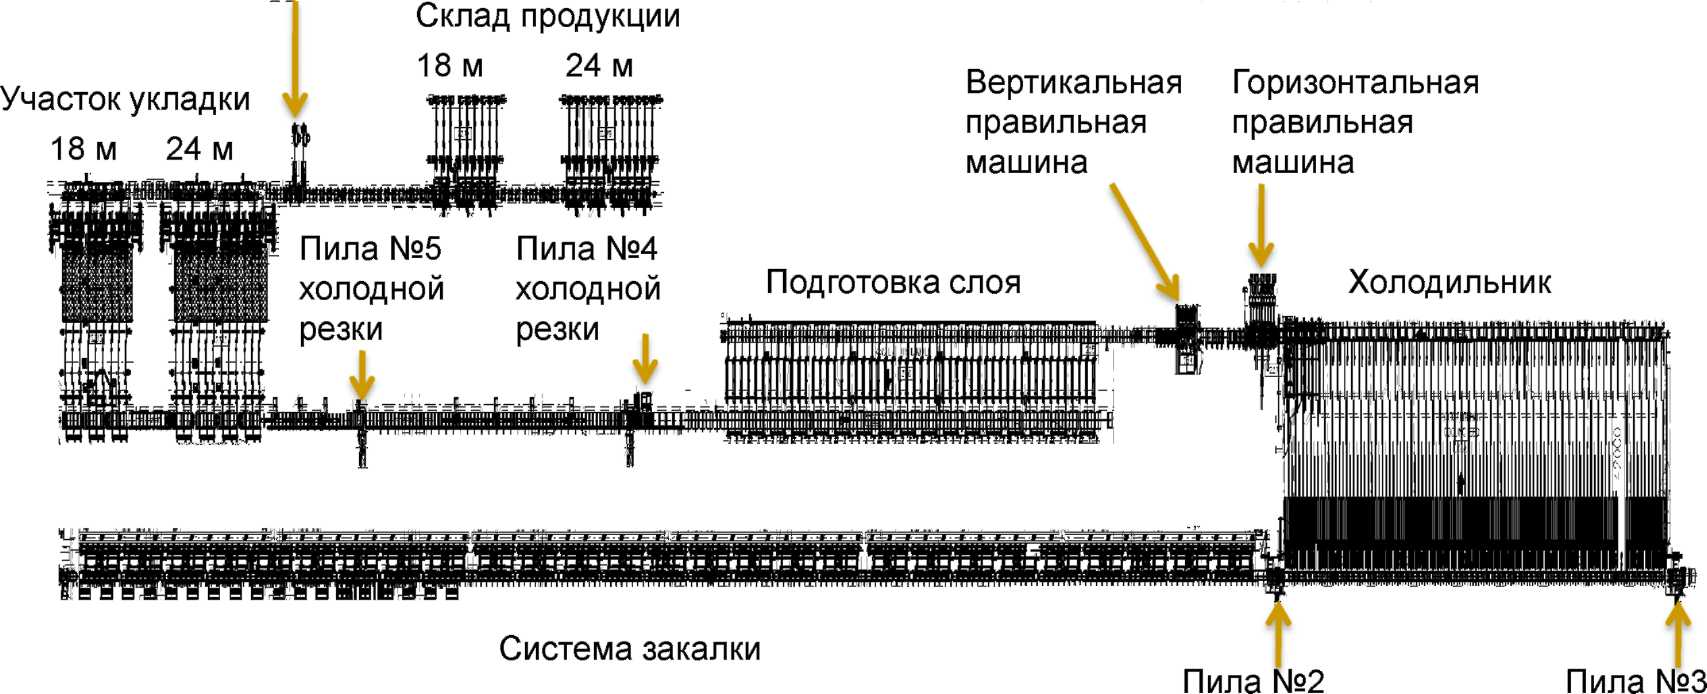 Склад продукции
18 м 24 м
Участок укладки
18 м 24 м
Вертикальная
правильная
машина
Горизонтальная
правильная
машина
Пила №5
холодной
резки
Пила №4
холодной
резки
Подготовка слоя
Холодильник
42000
Система закалки
Пила №2
Пила №3